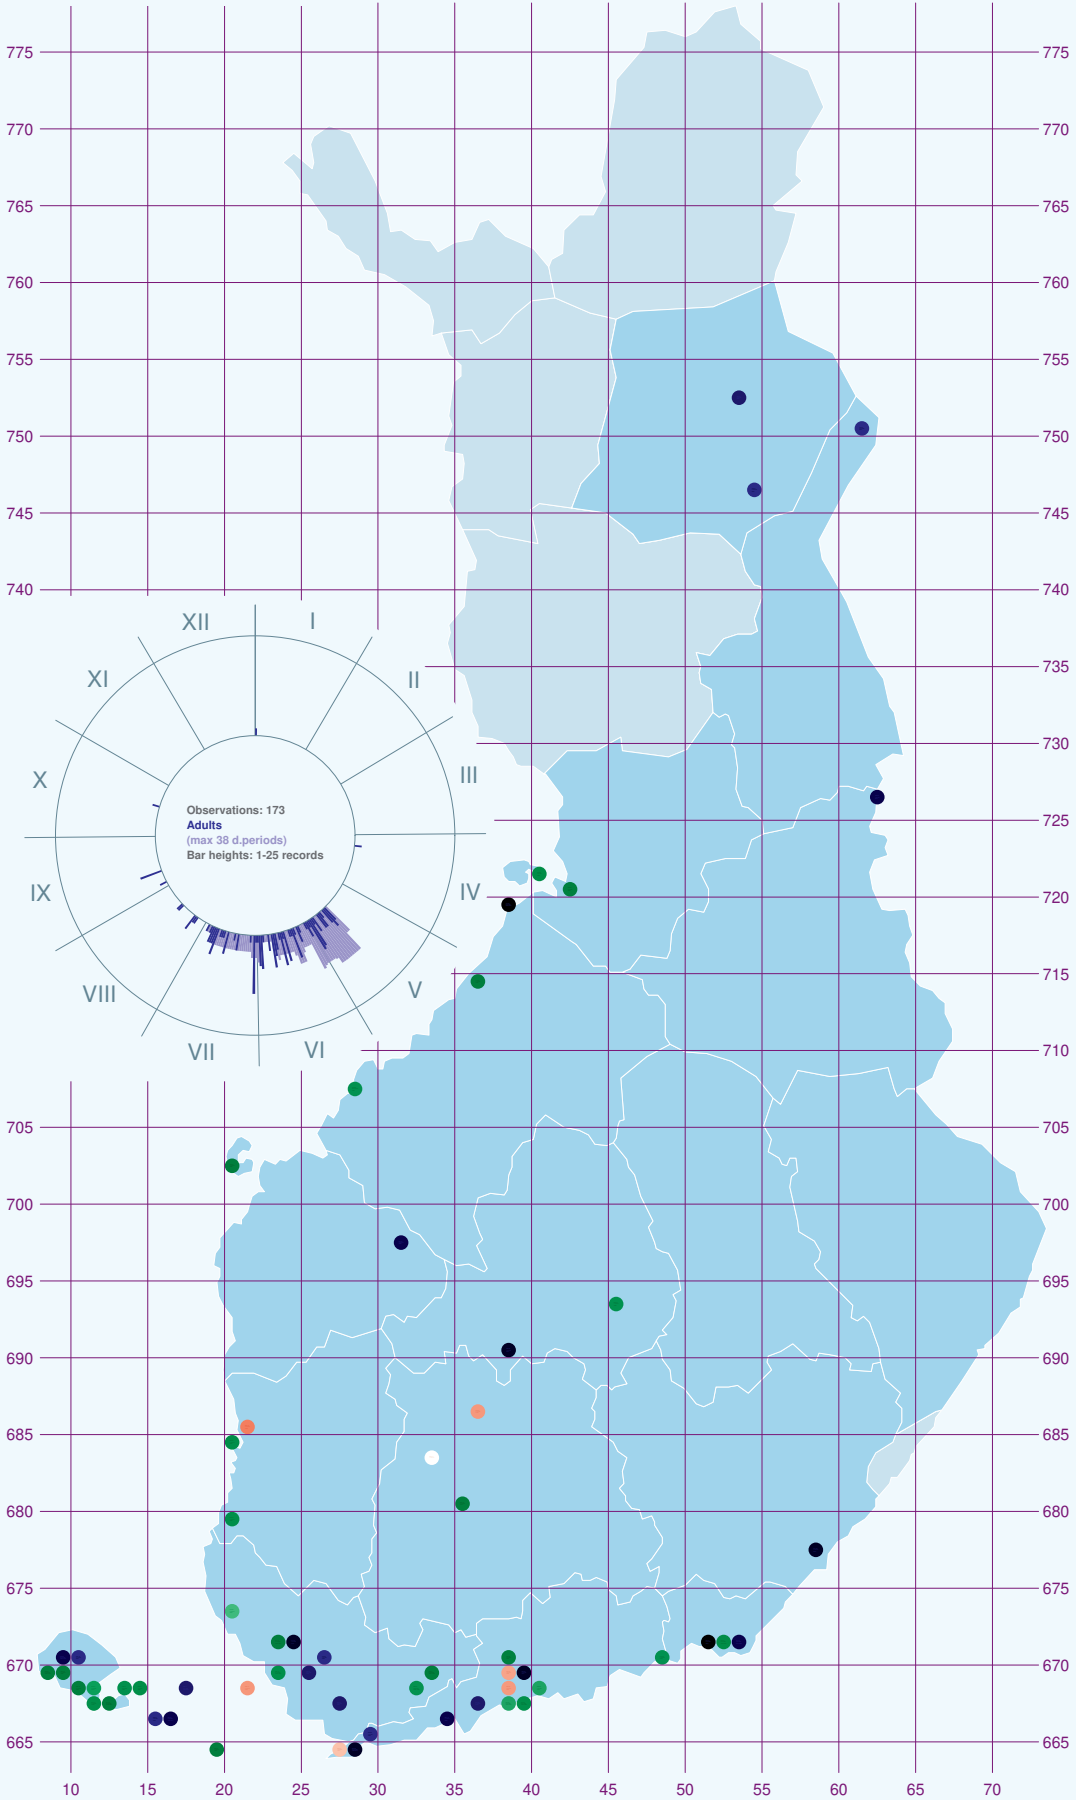 775 775
770 770
765 765
760 760
755 755
750 750
745 745
740 740
XII I
XI II
735
730
X III
725
720
IX IV
Observations: 173
Adults
(max 38 d.periods)
Bar heights: 1-25 records
715
VIII V
VII VI
710
705 705
700 700
695 695
690 690
685 685
680 680
675 675
670 670
665 665
10 15 20 25 30 35 40 45 50 55 60 65 70